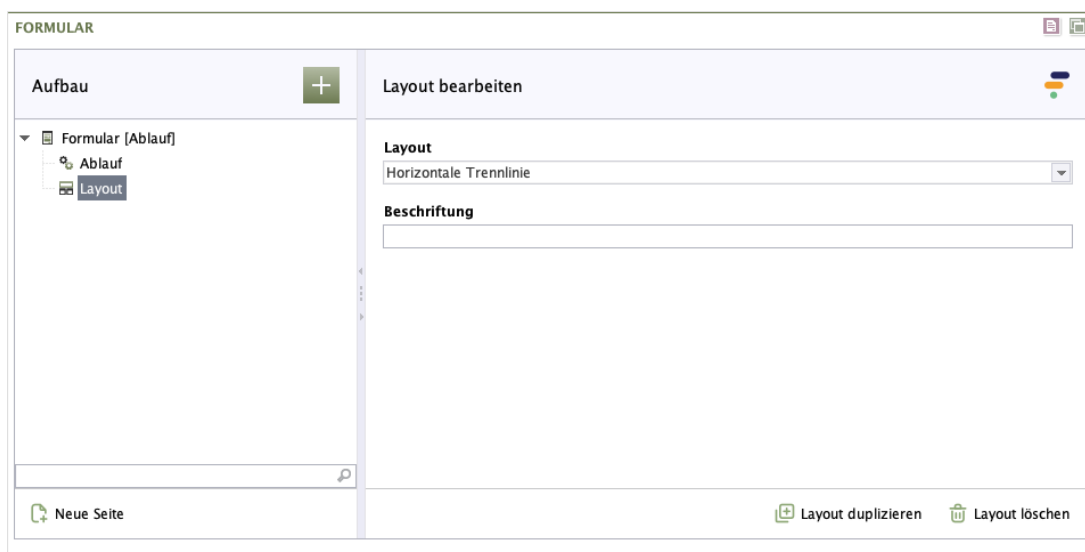 FORMULAR
Aufbau
Layout bearbeiten
Formular [Ablauf]
Ablauf
Layout
Layout
Horizontale Trennlinie
Beschriftung
Neue Seite
Layout duplizieren
Layout löschen